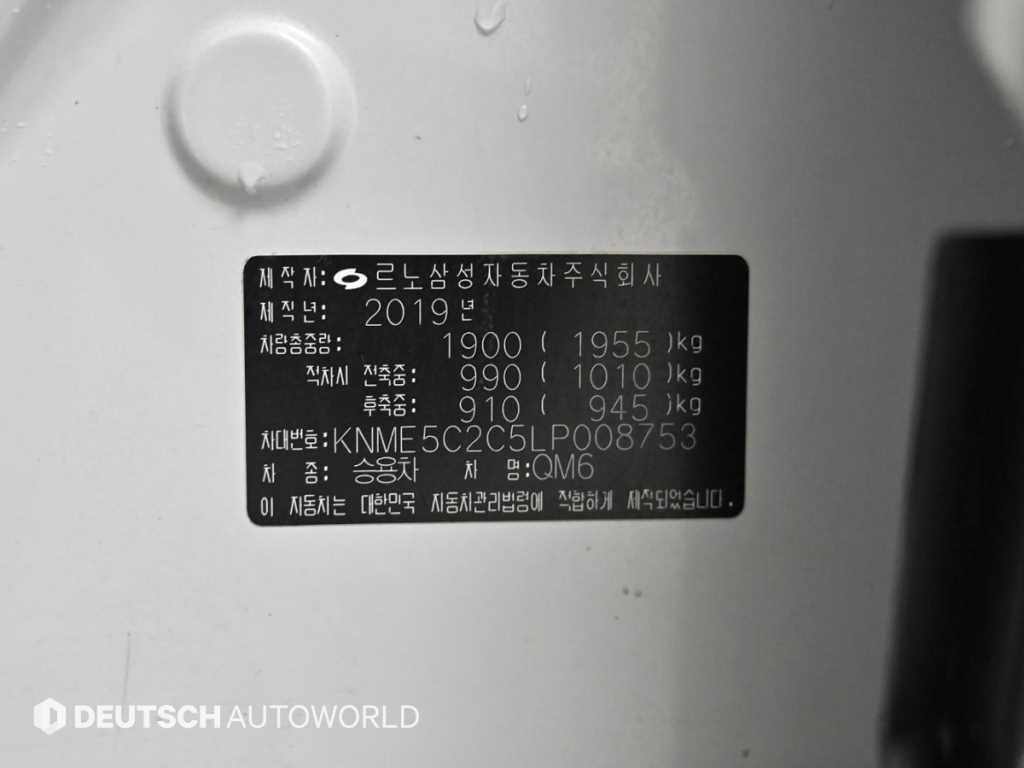 제작자: 르노삼성자동차주식회사
제작년: 2019년
차량총중량: 1900 ( 1955 )kg
적차시 전축중: 990 ( 1010 )kg
후축중: 910 ( 945 )kg
차대번호:KNME5C2C5LP008753
차 종: 승용차 차 명:QM6
이 자동차는 대한민국 자동차관리법령에 적합하게 제작되었습니다.
DEUTSCH AUTOWORLD